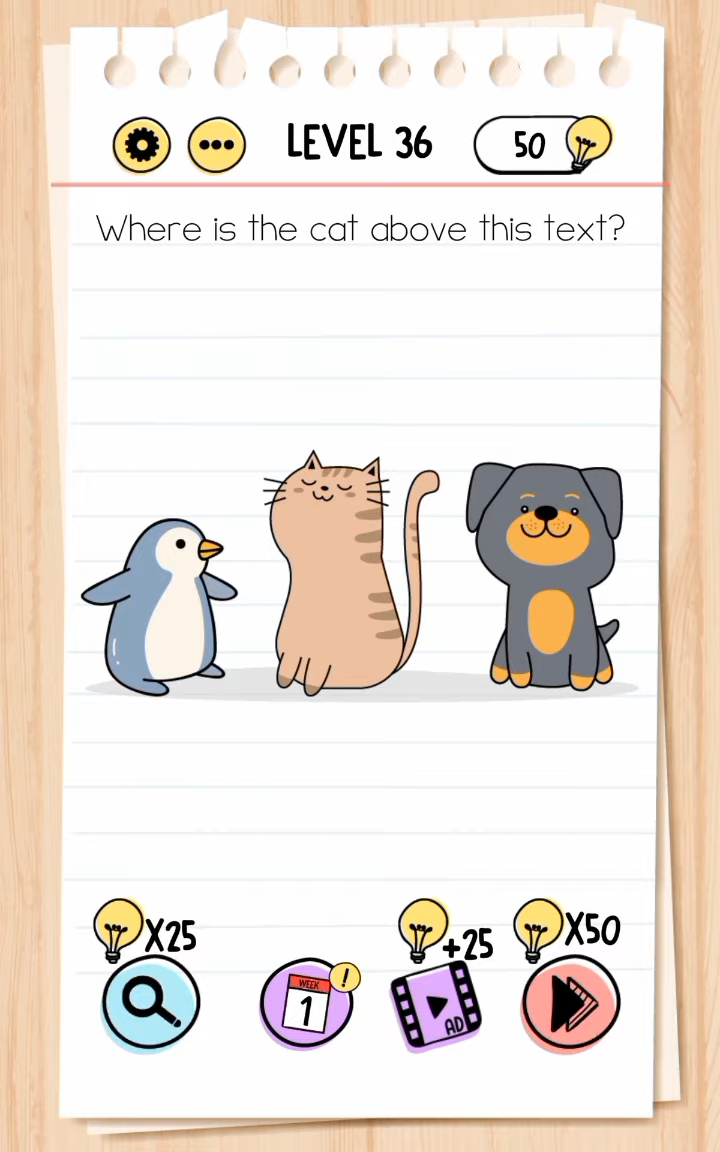 LEVEL 36
50
Where is the cat above this text?
X25
+25
X50
WEEK
1
!
AD